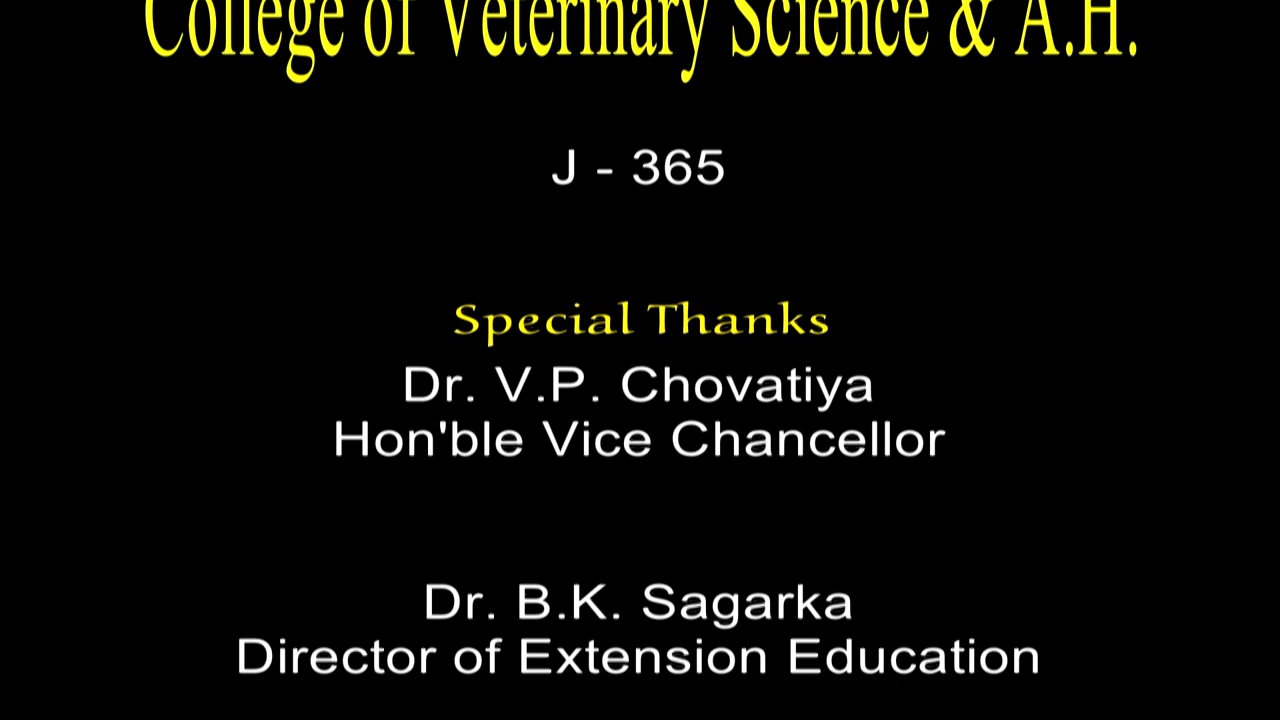 College of Veterinary Science & A.H.
J - 365
Special Thanks
Dr. V.P. Chovatiya
Hon'ble Vice Chancellor
Dr. B.K. Sagarka
Director of Extension Education